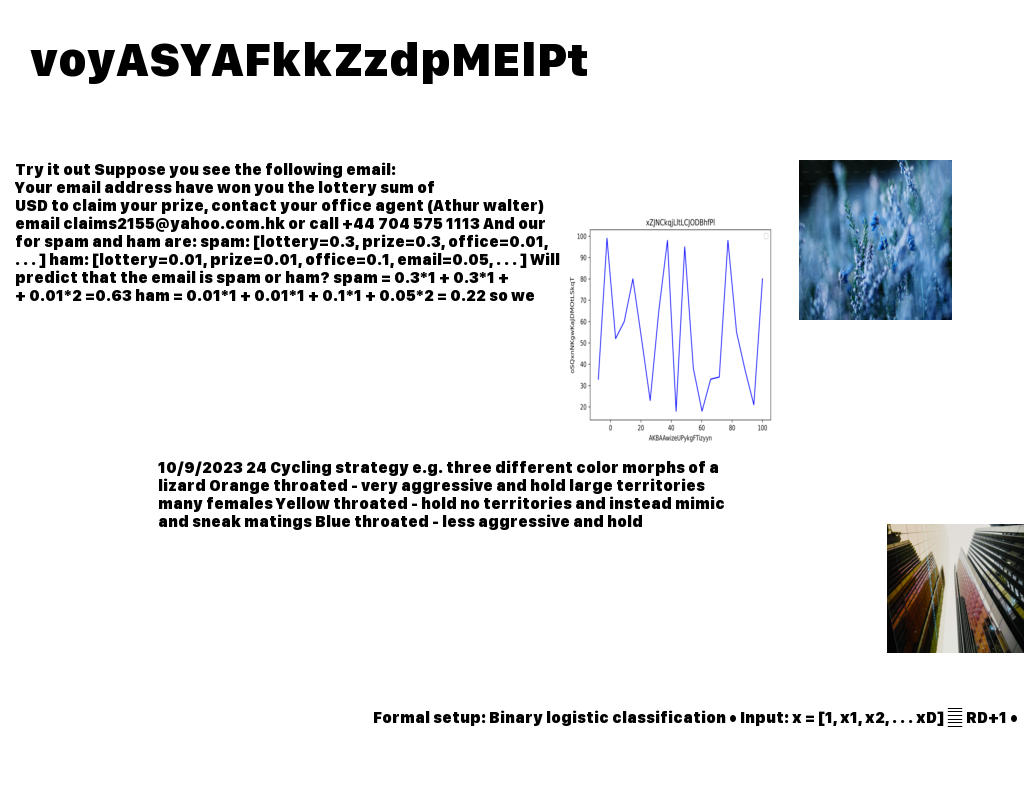 voyASYAFkkZzdpMElPt
Try it out Suppose you see the following email:
Your email address have won you the lottery sum of
USD to claim your prize, contact your office agent (Athur walter)
email claims2155@yahoo.com.hk or call +44 704 575 1113 And our
for spam and ham are: spam: [lottery=0.3, prize=0.3, office=0.01,
. . . ] ham: [lottery=0.01, prize=0.01, office=0.1, email=0.05, . . . ] Will
predict that the email is spam or ham? spam = 0.3*1 + 0.3*1 +
+ 0.01*2 =0.63 ham = 0.01*1 + 0.01*1 + 0.1*1 + 0.05*2 = 0.22 so we
xZJNCkqjLltLCJODBhfPl
100
90
80
70
60
50
40
30
20
0 20 40 60 80 100
AKBAAwizeUPykgFTizyyn
10/9/2023 24 Cycling strategy e.g. three different color morphs of a
lizard Orange throated - very aggressive and hold large territories
many females Yellow throated - hold no territories and instead mimic
and sneak matings Blue throated - less aggressive and hold
Formal setup: Binary logistic classification • Input: x = [1, x1, x2, . . . xD] RD+1 •